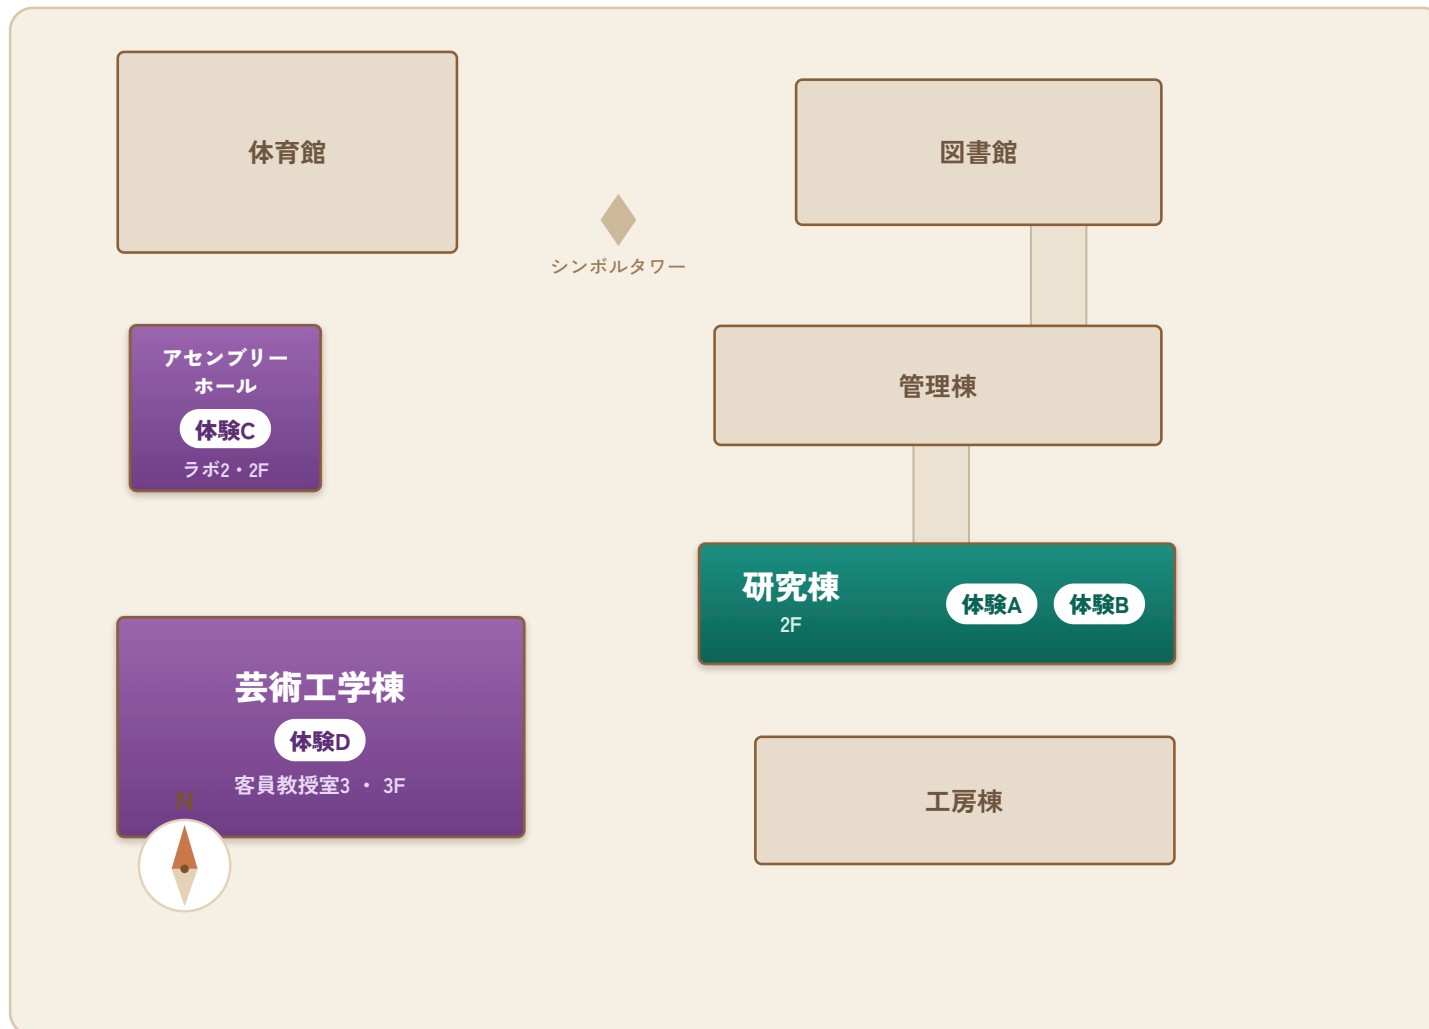 体育館
図書館
シンボルタワー
アセンブリー
ホール
体験C
ラボ2・2F
管理棟
研究棟
2F
体験A
体験B
芸術工学棟
体験D
客員教授室3 ・ 3F
N
工房棟